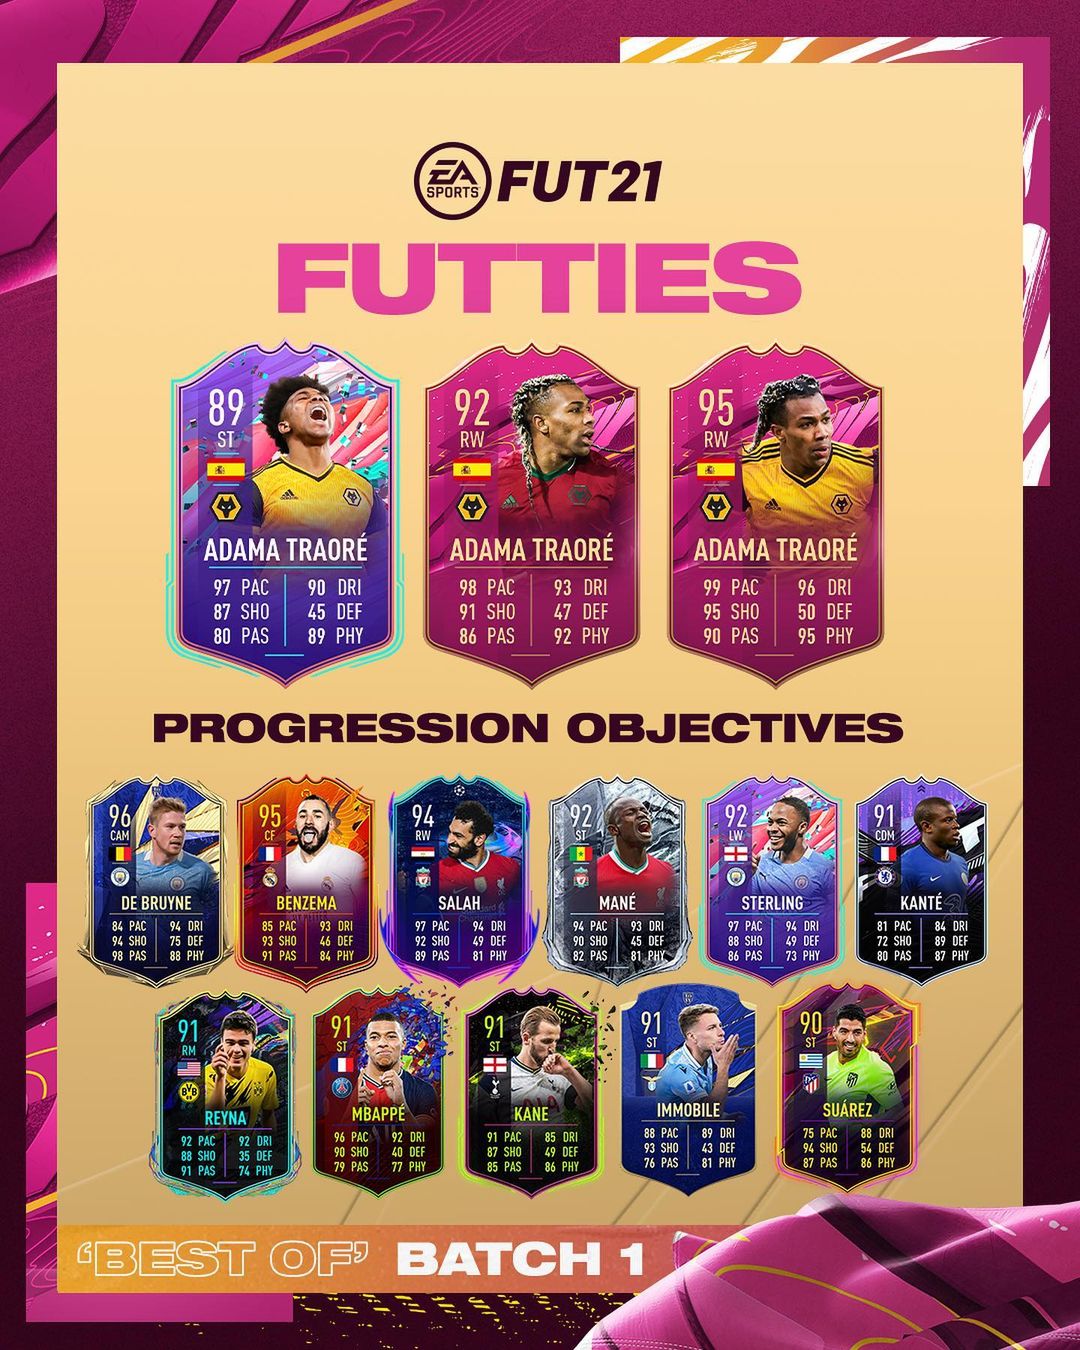 EA SPORTS FUT21
FUTTIES
89
ST
ADAMA TRAORÉ
97 PAC 90 DRI
87 SHO 45 DEF
80 PAS 89 PHY
92
RW
ADAMA TRAORÉ
98 PAC 93 DRI
91 SHO 47 DEF
86 PAS 92 PHY
95
RW
ADAMA TRAORÉ
99 PAC 96 DRI
95 SHO 50 DEF
90 PAS 95 PHY
PROGRESSION OBJECTIVES
96
CAM
DE BRUYNE
84 PAC 94 DRI
94 SHO 75 DEF
98 PAS 88 PHY
95
CF
BENZEMA
85 PAC 93 DRI
93 SHO 46 DEF
91 PAS 84 PHY
94
RW
SALAH
97 PAC 94 DRI
92 SHO 49 DEF
89 PAS 81 PHY
92
ST
MANÉ
94 PAC 93 DRI
90 SHO 45 DEF
82 PAS 81 PHY
92
LW
STERLING
97 PAC 94 DRI
88 SHO 49 DEF
86 PAS 73 PHY
91
CDM
KANTÉ
81 PAC 84 DRI
72 SHO 89 DEF
80 PAS 87 PHY
91
RM
REYNA
92 PAC 92 DRI
88 SHO 35 DEF
91 PAS 74 PHY
91
ST
MBAPPÉ
96 PAC 92 DRI
90 SHO 40 DEF
79 PAS 77 PHY
91
ST
KANE
91 PAC 85 DRI
87 SHO 49 DEF
85 PAS 86 PHY
91
ST
IMMOBILE
88 PAC 89 DRI
93 SHO 43 DEF
76 PAS 81 PHY
90
ST
SUÁREZ
75 PAC 88 DRI
94 SHO 54 DEF
87 PAS 86 PHY
‘BEST OF’ BATCH 1